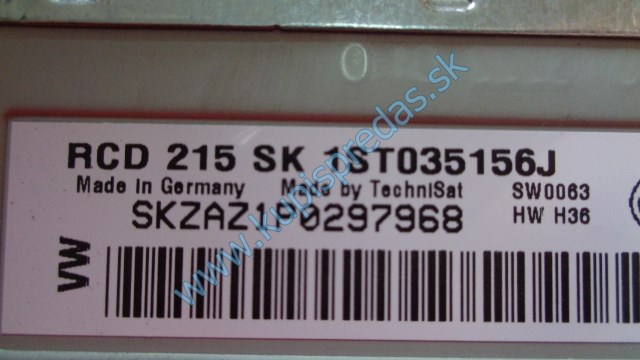 RCD 215 SK 1ST035156J
Made in Germany Made by TechniSat SW0063
SKZAZ1P0297968 HW H36
VW
www.kupispredas.sk